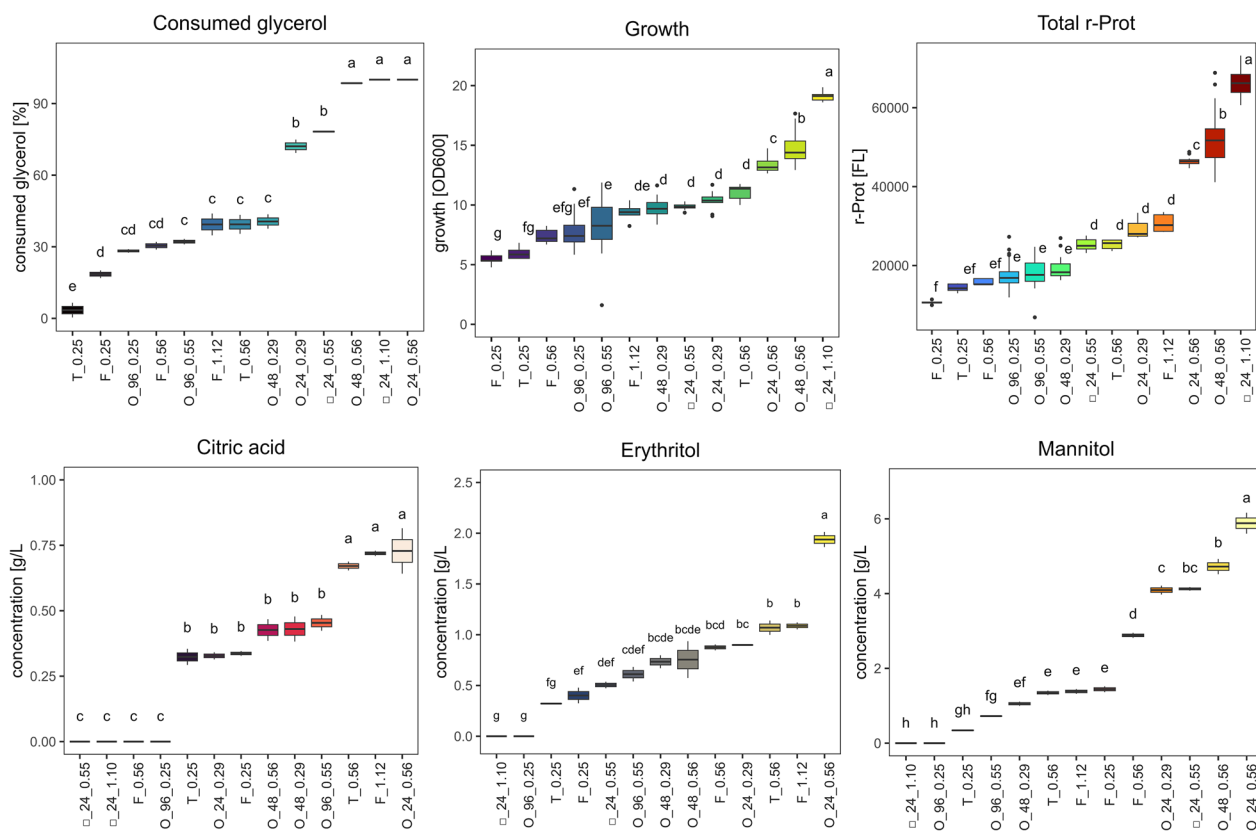 Consumed glycerol
consumed glycerol [%]
90
60
30
0
e
d
cd
cd
c
c
c
c
b
b
a
a
a
T_0.25
F_0.25
O_96_0.25
F_0.56
O_96_0.55
F_1.12
T_0.56
O_48_0.29
O_24_0.29
□_24_0.55
O_48_0.56
□_24_1.10
O_24_0.56
Growth
growth [OD600]
20
15
10
5
0
g
fg
f
efg
ef
e
de
d
d
d
d
c
b
a
F_0.25
T_0.25
F_0.56
O_96_0.25
O_96_0.55
F_1.12
O_48_0.29
□_24_0.55
O_24_0.29
T_0.56
O_24_0.56
O_48_0.56
□_24_1.10
Total r-Prot
r-Prot [FL]
60000
40000
20000
f
ef
ef
e
e
e
d
d
d
c
b
a
F_0.25
T_0.25
F_0.56
O_96_0.25
O_96_0.55
O_48_0.29
□_24_0.55
T_0.56
O_24_0.29
F_1.12
O_24_0.56
O_48_0.56
□_24_1.10
Citric acid
concentration [g/L
1.00
0.75
0.50
0.25
0.00
c
c
c
c
b
b
b
b
b
b
a
a
a
□_24_0.55
□_24_1.10
F_0.56
O_96_0.25
T_0.25
O_24_0.29
F_0.25
O_48_0.56
O_48_0.29
O_96_0.55
T_0.56
F_1.12
O_24_0.56
Erythritol
concentration [g/L
2.5
2.0
1.5
1.0
0.5
0.0
g
g
fg
ef
def
cdef
bcde
bcde
bcd
bc
b
b
a
□_24_1.10
O_96_0.25
T_0.25
F_0.25
□_24_0.55
O_96_0.55
O_48_0.29
O_48_0.56
F_0.56
O_24_0.29
T_0.56
F_1.12
O_24_0.56
Mannitol
concentration [g/L
6
4
2
0
h
h
gh
fg
ef
e
e
e
d
c
bc
b
a
□_24_1.10
O_96_0.25
T_0.25
O_96_0.55
O_48_0.29
T_0.56
F_1.12
F_0.25
F_0.56
O_24_0.29
□_24_0.55
O_48_0.56
O_24_0.56